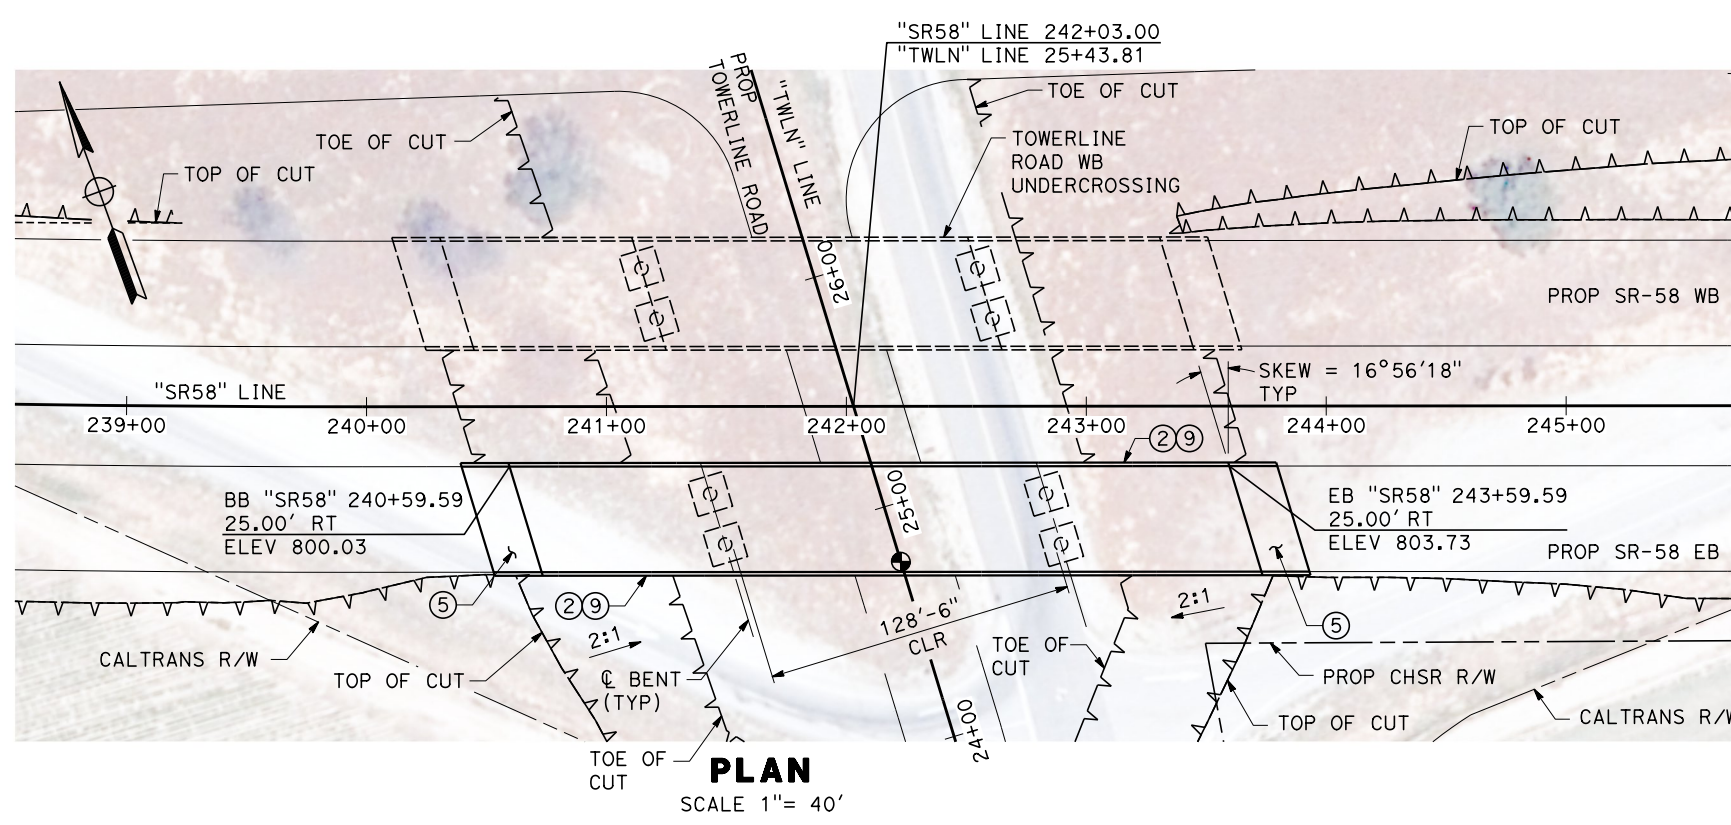 "SR58" LINE 242+03.00
"TWLN" LINE 25+43.81
PROP
TOWERLINE ROAD
"TWLN" LINE
TOE OF CUT
TOE OF CUT
TOP OF CUT
TOWERLINE
ROAD WB
UNDERCROSSING
TOP OF CUT
26+00
PROP SR-58 WB
"SR58" LINE
SKEW = 16°56'18"
TYP
239+00
240+00
241+00
242+00
243+00
244+00
245+00
2 9
BB "SR58" 240+59.59
25.00' RT
ELEV 800.03
25+00
EB "SR58" 243+59.59
25.00' RT
ELEV 803.73
PROP SR-58 EB
5
2 9
2:1
128'-6"
CLR
2:1
5
CALTRANS R/W
TOP OF CUT
℄ BENT
(TYP)
TOE OF
CUT
PROP CHSR R/W
TOP OF CUT
CALTRANS R/W
24+00
TOE OF
CUT
PLAN
SCALE 1"= 40'